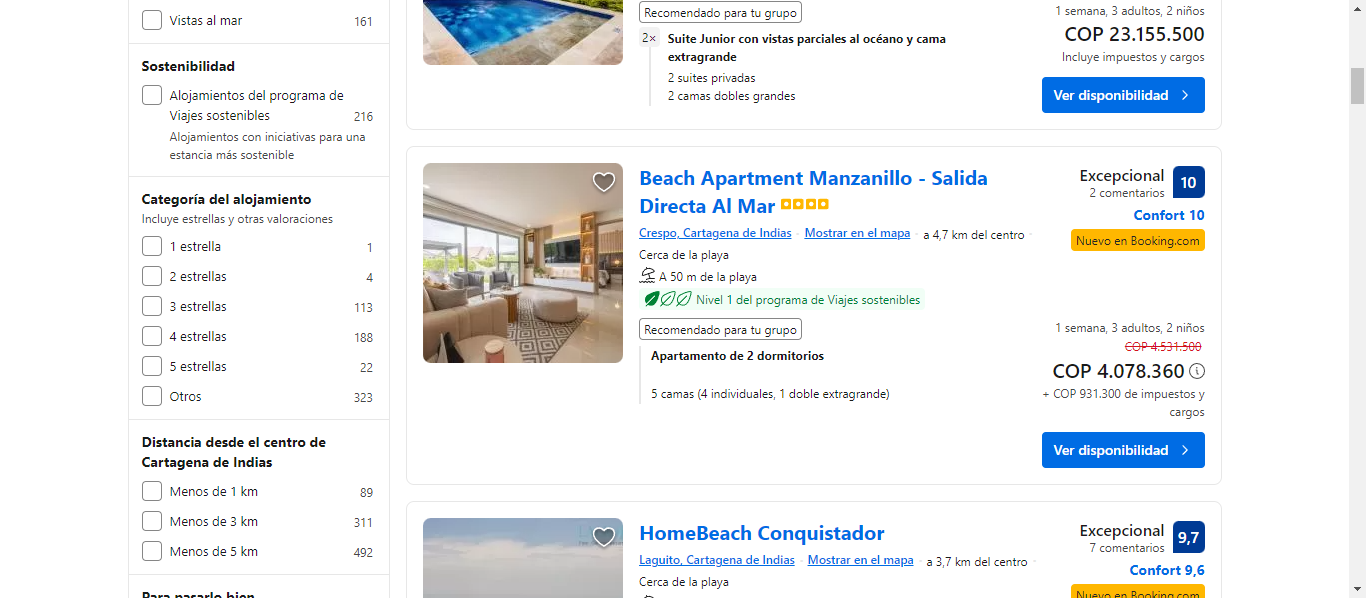 Vistas al mar 161
Sostenibilidad
Alojamientos del programa de
Viajes sostenibles 216
Alojamientos con iniciativas para una
estancia más sostenible
Categoría del alojamiento
Incluye estrellas y otras valoraciones
1 estrella 1
2 estrellas 4
3 estrellas 113
4 estrellas 188
5 estrellas 22
Otros 323
Distancia desde el centro de
Cartagena de Indias
Menos de 1 km 89
Menos de 3 km 311
Menos de 5 km 492
Para pasarlo bien
Recomendado para tu grupo
2× Suite Junior con vistas parciales al océano y cama
extragrande
2 suites privadas
2 camas dobles grandes
1 semana, 3 adultos, 2 niños
COP 23.155.500
Incluye impuestos y cargos
Ver disponibilidad
Beach Apartment Manzanillo - Salida
Directa Al Mar
Crespo, Cartagena de Indias · Mostrar en el mapa · a 4,7 km del centro ·
Cerca de la playa
A 50 m de la playa
Nivel 1 del programa de Viajes sostenibles
Recomendado para tu grupo
Apartamento de 2 dormitorios
5 camas (4 individuales, 1 doble extragrande)
Excepcional 10
2 comentarios
Confort 10
Nuevo en Booking.com
1 semana, 3 adultos, 2 niños
COP 4.531.500
COP 4.078.360
+ COP 931.300 de impuestos y
cargos
Ver disponibilidad
HomeBeach Conquistador
Laguito, Cartagena de Indias · Mostrar en el mapa · a 3,7 km del centro ·
Cerca de la playa
Excepcional 9,7
7 comentarios
Confort 9,6
Nuevo en Booking.com